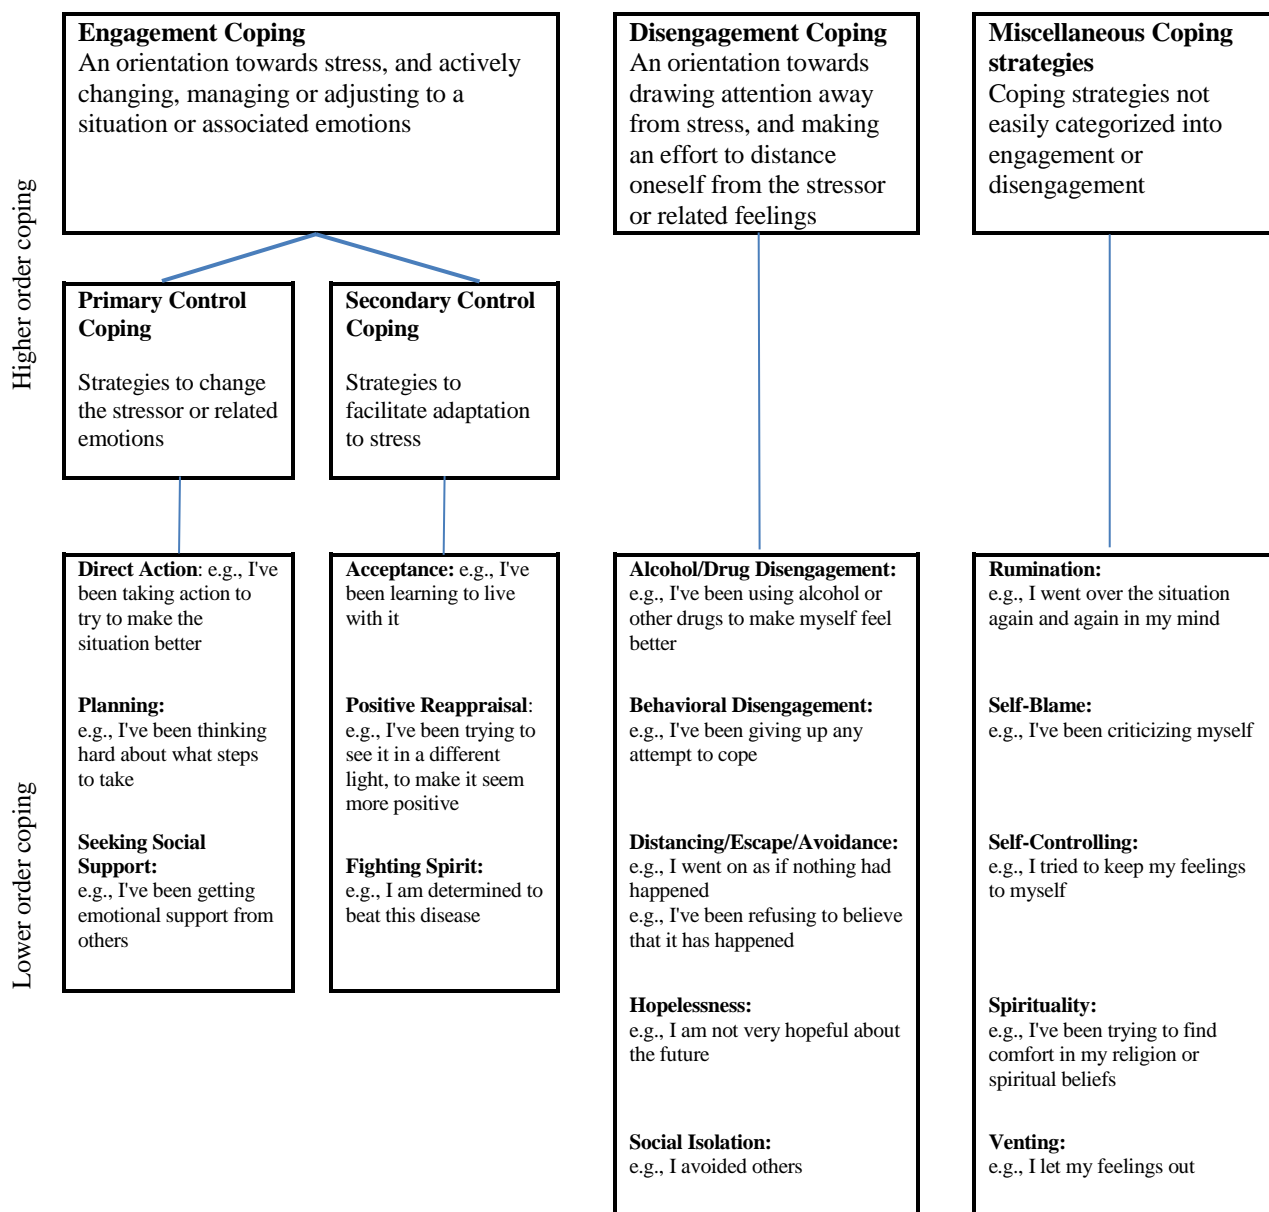 Engagement Coping
An orientation towards stress, and actively
changing, managing or adjusting to a
situation or associated emotions
Disengagement Coping
An orientation towards
drawing attention away
from stress, and making
an effort to distance
oneself from the stressor
or related feelings
Miscellaneous Coping
strategies
Coping strategies not
easily categorized into
engagement or
disengagement
Higher order coping
Primary Control
Coping
Strategies to change
the stressor or related
emotions
Secondary Control
Coping
Strategies to
facilitate adaptation
to stress
Lower order coping
Direct Action: e.g., I've
been taking action to
try to make the
situation better
Planning:
e.g., I've been thinking
hard about what steps
to take
Seeking Social
Support:
e.g., I've been getting
emotional support from
others
Acceptance: e.g., I've
been learning to live
with it
Positive Reappraisal:
e.g., I've been trying to
see it in a different
light, to make it seem
more positive
Fighting Spirit:
e.g., I am determined to
beat this disease
Alcohol/Drug Disengagement:
e.g., I've been using alcohol or
other drugs to make myself feel
better
Behavioral Disengagement:
e.g., I've been giving up any
attempt to cope
Distancing/Escape/Avoidance:
e.g., I went on as if nothing had
happened
e.g., I've been refusing to believe
that it has happened
Hopelessness:
e.g., I am not very hopeful about
the future
Social Isolation:
e.g., I avoided others
Rumination:
e.g., I went over the situation
again and again in my mind
Self-Blame:
e.g., I've been criticizing myself
Self-Controlling:
e.g., I tried to keep my feelings
to myself
Spirituality:
e.g., I've been trying to find
comfort in my religion or
spiritual beliefs
Venting:
e.g., I let my feelings out